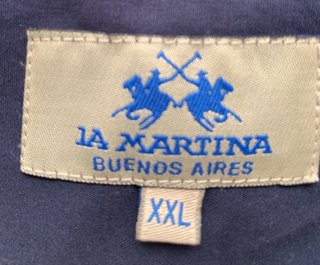 LA MARTINA
BUENOS AIRES
XXL